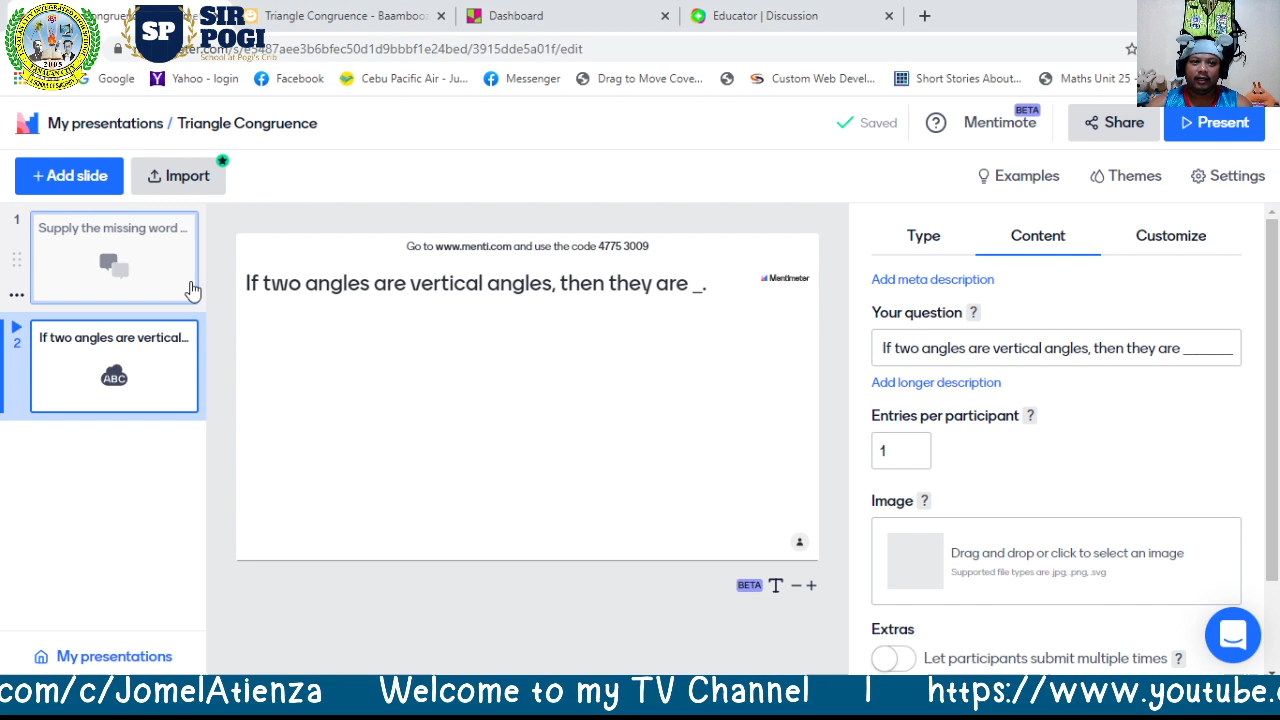 Triangle Congruence - Baamboo
Dashboard
Educator | Discussion
SIR
POGI
School at Pogi's Crib
SP
2005
meter.com/s/e5487aee3b6bfec50d1d9bbbf1e24bed/3915dde5a01f/edit
Google
Yahoo - login
Facebook
Cebu Pacific Air - Ju...
Messenger
Drag to Move Cove...
Custom Web Devel...
Short Stories About...
Maths Unit 25 -
My presentations / Triangle Congruence
Saved
Mentimote
BETA
Share
Present
+ Add slide
Import
Examples
Themes
Settings
1
Supply the missing word ...
2
If two angles are vertical...
ABC
Go to www.menti.com and use the code 4775 3009
If two angles are vertical angles, then they are _.
Mentimeter
BETA
T
Type
Content
Customize
Add meta description
Your question ?
If two angles are vertical angles, then they are _______
Add longer description
Entries per participant ?
1
Image ?
Drag and drop or click to select an image
Supported file types are .jpg, .png, .svg
Extras
Let participants submit multiple times ?
My presentations
com/c/JomelAtienza Welcome to my TV Channel | https://www.youtube.c